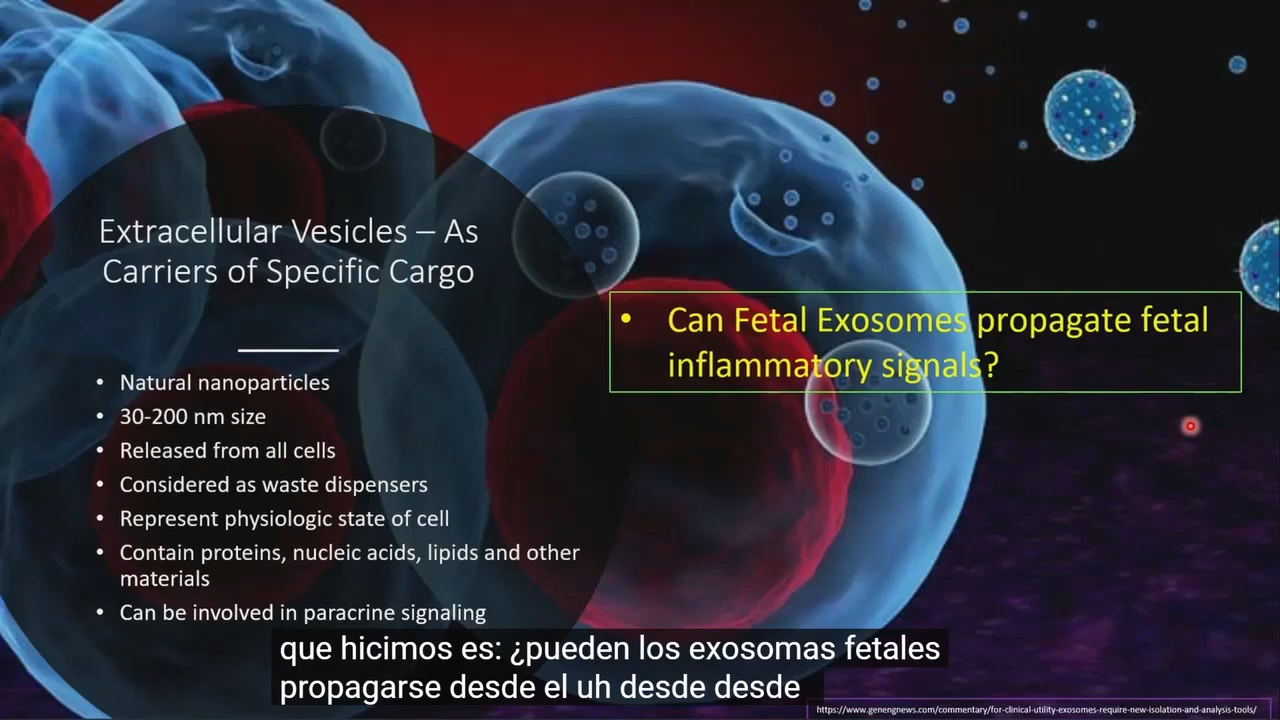 Extracellular Vesicles – As
Carriers of Specific Cargo
• Natural nanoparticles
• 30-200 nm size
• Released from all cells
• Considered as waste dispensers
• Represent physiologic state of cell
• Contain proteins, nucleic acids, lipids and other
materials
• Can be involved in paracrine signaling
• Can Fetal Exosomes propagate fetal
inflammatory signals?
que hicimos es: ¿pueden los exosomas fetales
propagarse desde el uh desde desde
https://www.genengnews.com/commentary/for-clinical-utility-exosomes-require-new-isolation-and-analysis-tools/